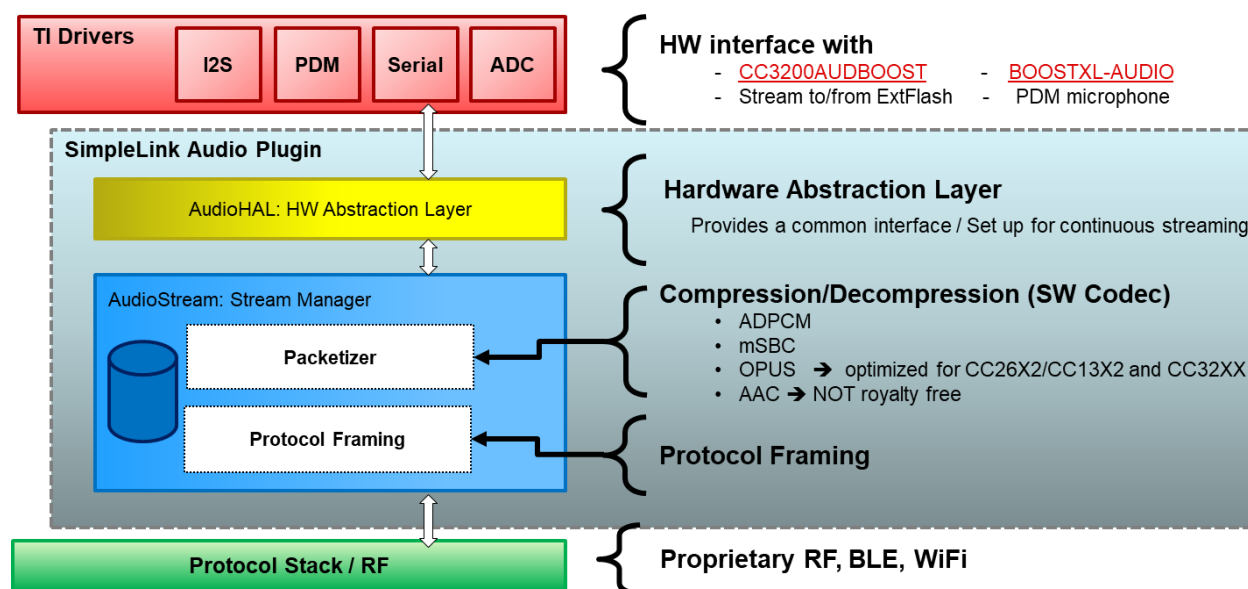 TI Drivers
I2S
PDM
Serial
ADC
HW interface with
- CC3200AUDBOOST - BOOSTXL-AUDIO
- Stream to/from ExtFlash - PDM microphone
SimpleLink Audio Plugin
AudioHAL: HW Abstraction Layer
Hardware Abstraction Layer
Provides a common interface / Set up for continuous streaming
AudioStream: Stream Manager
Packetizer
Protocol Framing
Compression/Decompression (SW Codec)
• ADPCM
• mSBC
• OPUS ➔ optimized for CC26X2/CC13X2 and CC32XX
• AAC ➔ NOT royalty free
Protocol Framing
Protocol Stack / RF
Proprietary RF, BLE, WiFi